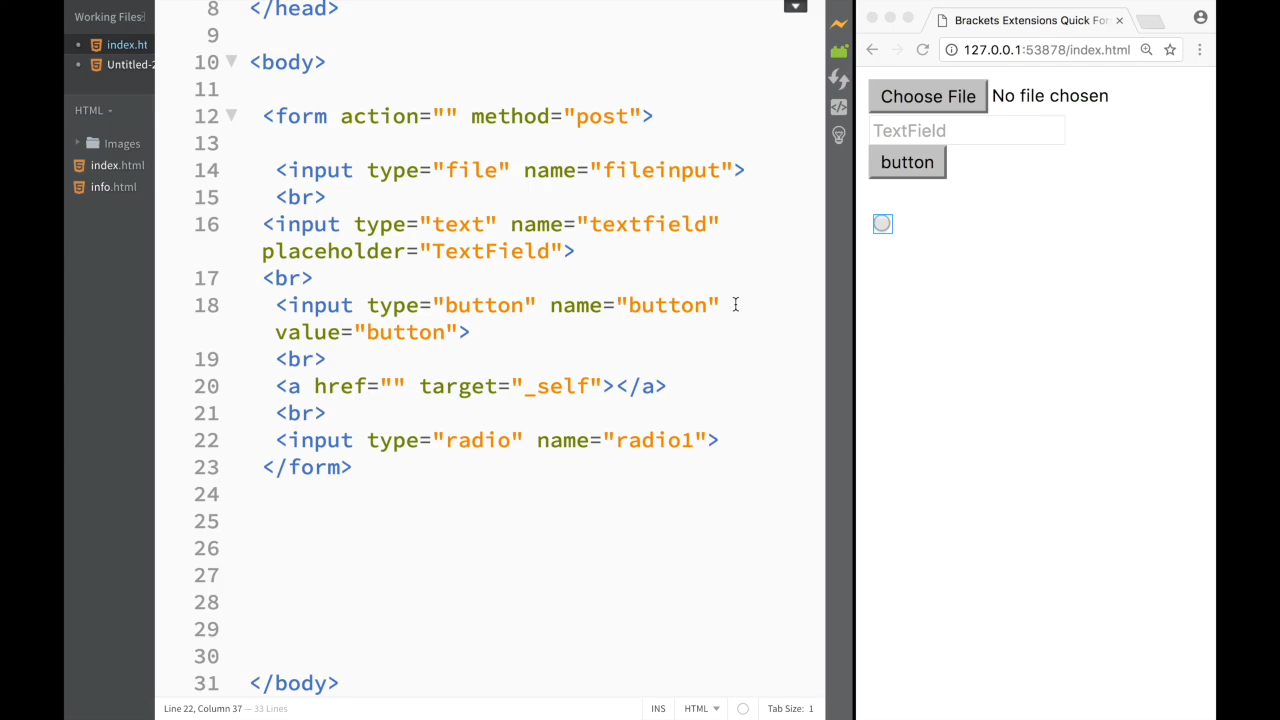 Working Files
index.ht
Untitled-2
HTML
Images
index.html
info.html
8 </head>
9
10 <body>
11
12 <form action="" method="post">
13
14 <input type="file" name="fileinput">
15 <br>
16 <input type="text" name="textfield"
placeholder="TextField">
17 <br>
18 <input type="button" name="button"
value="button">
19 <br>
20 <a href="" target="_self"></a>
21 <br>
22 <input type="radio" name="radio1">
23 </form>
24
25
26
27
28
29
30
31 </body>
Line 22, Column 37 — 33 Lines
INS
HTML
Tab Size: 1
Brackets Extensions Quick For
127.0.0.1:53878/index.html
Choose File No file chosen
TextField
button